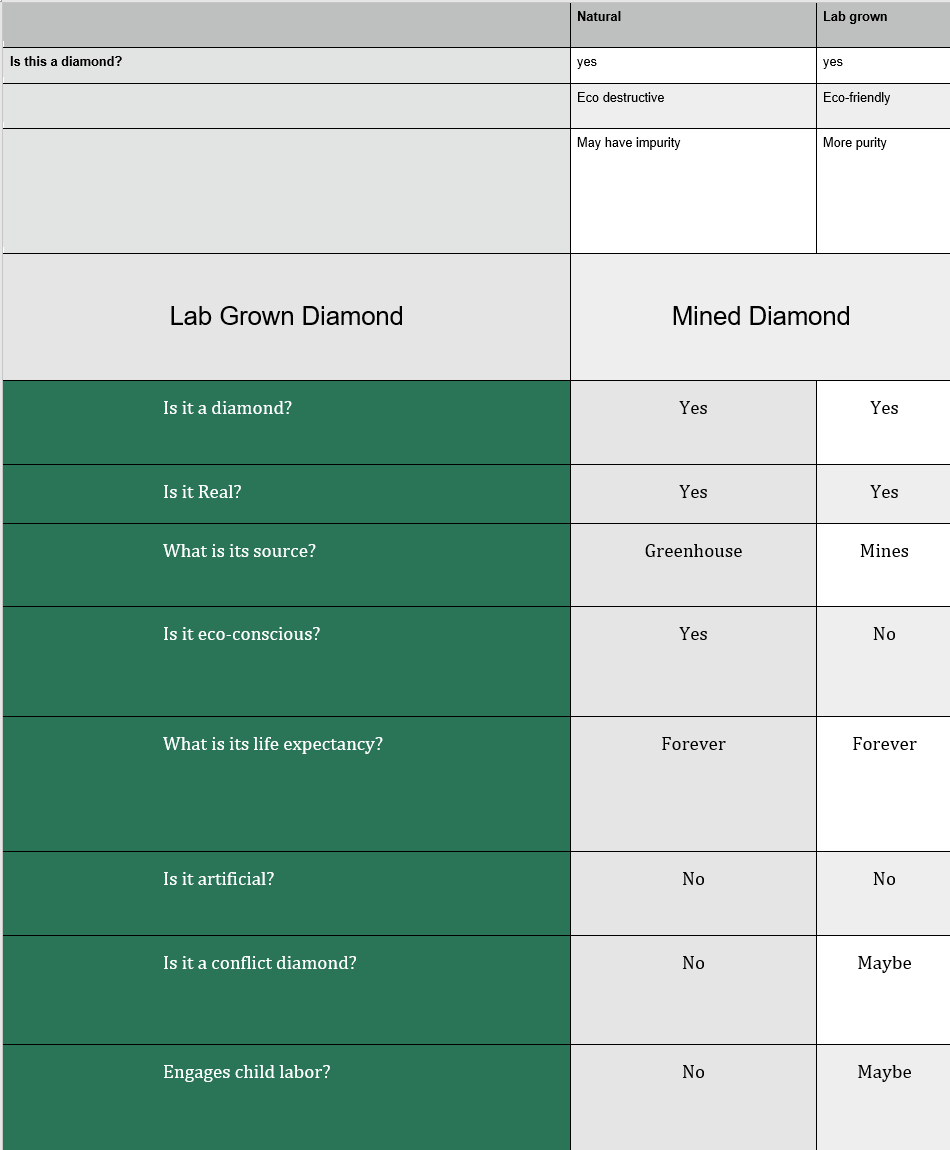 Natural Lab grown
Is this a diamond? yes yes
Eco destructive Eco-friendly
May have impurity More purity
Lab Grown Diamond Mined Diamond
Is it a diamond? Yes Yes
Is it Real? Yes Yes
What is its source? Greenhouse Mines
Is it eco-conscious? Yes No
What is its life expectancy? Forever Forever
Is it artificial? No No
Is it a conflict diamond? No Maybe
Engages child labor? No Maybe